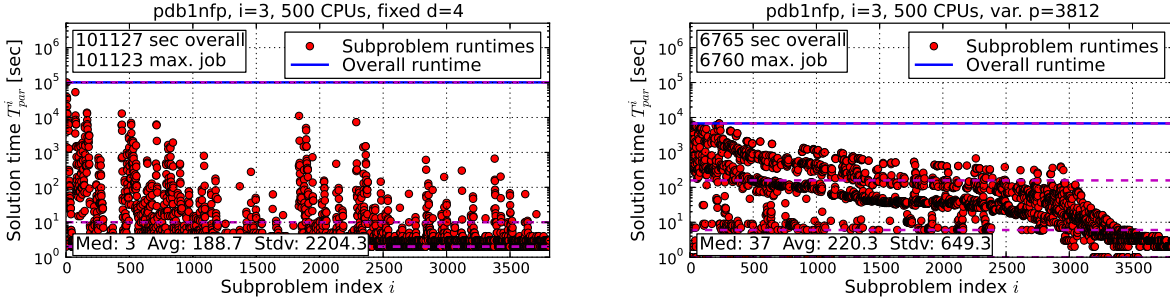 pdb1nfp, i=3, 500 CPUs, fixed d=4
101127 sec overall
101123 max. job
Subproblem runtimes
Overall runtime
Solution time T^i_par [sec]
10^6
10^5
10^4
10^3
10^2
10^1
10^0
Med: 3 Avg: 188.7 Stdv: 2204.3
0 500 1000 1500 2000 2500 3000 3500
Subproblem index i
pdb1nfp, i=3, 500 CPUs, var. p=3812
6765 sec overall
6760 max. job
Subproblem runtimes
Overall runtime
Solution time T^i_par [sec]
10^6
10^5
10^4
10^3
10^2
10^1
10^0
Med: 37 Avg: 220.3 Stdv: 649.3
0 500 1000 1500 2000 2500 3000 3500
Subproblem index i